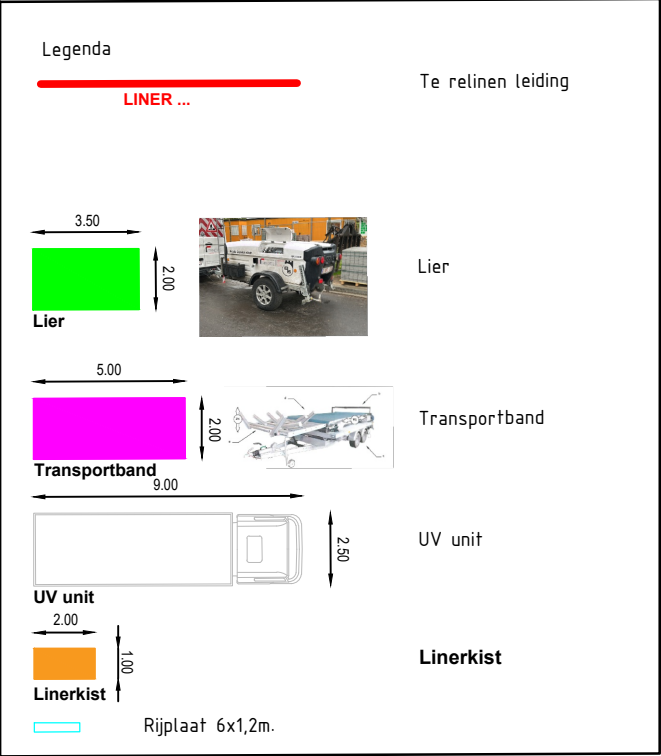 Legenda
Te relinen leiding
LINER ...
3.50
2.00
Lier
Lier
5.00
2.00
Transportband
Transportband
9.00
2.50
UV unit
UV unit
2.00
1.00
Linerkist
Linerkist
Rijplaat 6x1,2m.